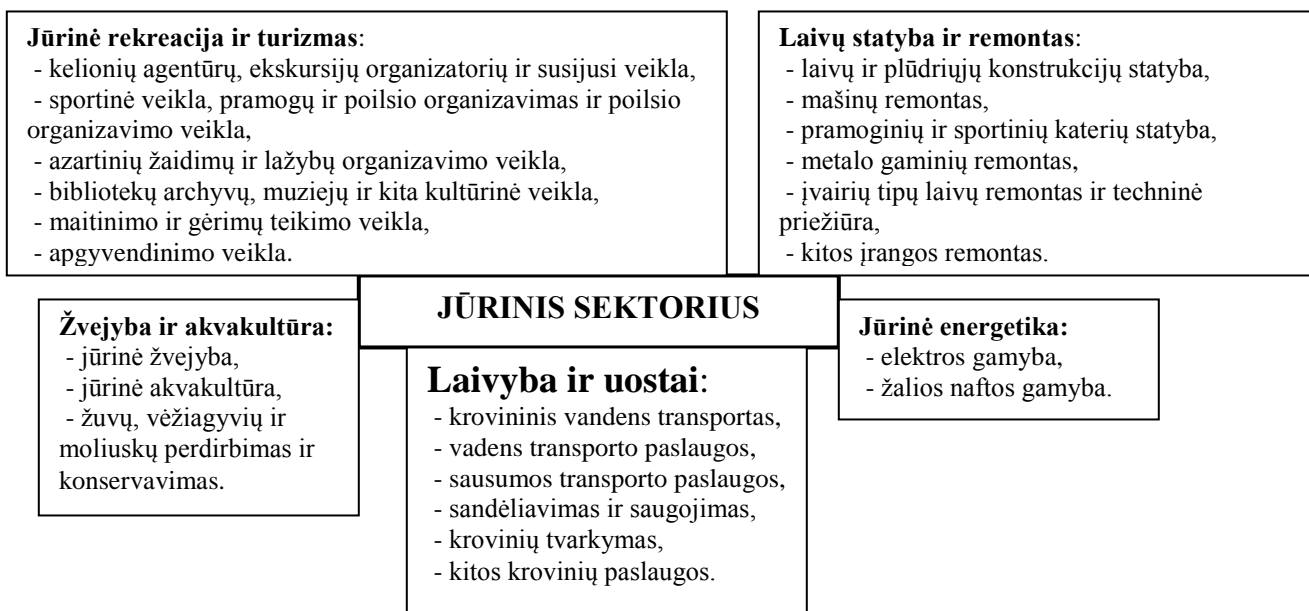 Jūrinė rekreacija ir turizmas:
- kelionių agentūrų, ekskursijų organizatorių ir susijusi veikla,
- sportinė veikla, pramogų ir poilsio organizavimas ir poilsio
organizavimo veikla,
- azartinių žaidimų ir lažybų organizavimo veikla,
- bibliotekų archyvų, muziejų ir kita kultūrinė veikla,
- maitinimo ir gėrimų teikimo veikla,
- apgyvendinimo veikla.
Laivų statyba ir remontas:
- laivų ir plūdriųjų konstrukcijų statyba,
- mašinų remontas,
- pramoginių ir sportinių katerių statyba,
- metalo gaminių remontas,
- įvairių tipų laivų remontas ir techninė
priežiūra,
- kitos įrangos remontas.
JŪRINIS SEKTORIUS
Žvejyba ir akvakultūra:
- jūrinė žvejyba,
- jūrinė akvakultūra,
- žuvų, vėžiagyvių ir
moliuskų perdirbimas ir
konservavimas.
Laivyba ir uostai:
- krovininis vandens transportas,
- vadens transporto paslaugos,
- sausumos transporto paslaugos,
- sandėliavimas ir saugojimas,
- krovinių tvarkymas,
- kitos krovinių paslaugos.
Jūrinė energetika:
- elektros gamyba,
- žalios naftos gamyba.